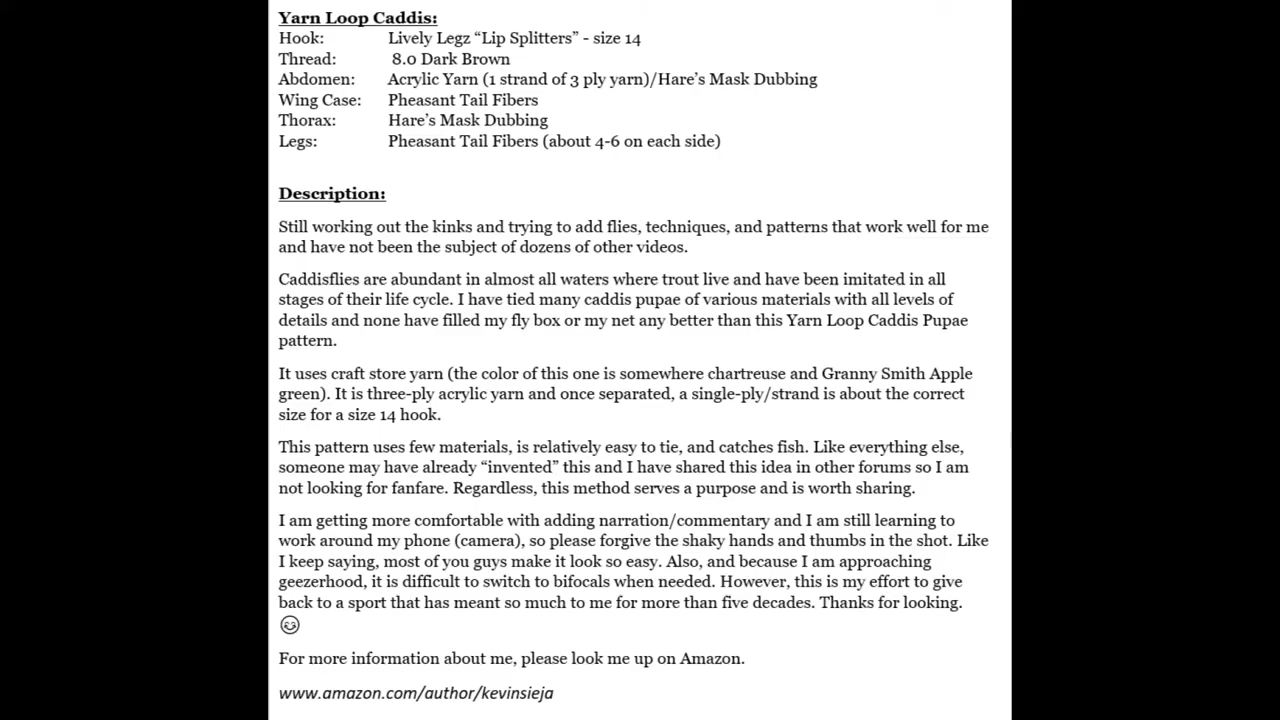 Yarn Loop Caddis:
Hook: Lively Legz “Lip Splitters” - size 14
Thread: 8.0 Dark Brown
Abdomen: Acrylic Yarn (1 strand of 3 ply yarn)/Hare’s Mask Dubbing
Wing Case: Pheasant Tail Fibers
Thorax: Hare’s Mask Dubbing
Legs: Pheasant Tail Fibers (about 4-6 on each side)
Description:
Still working out the kinks and trying to add flies, techniques, and patterns that work well for me
and have not been the subject of dozens of other videos.
Caddisflies are abundant in almost all waters where trout live and have been imitated in all
stages of their life cycle. I have tied many caddis pupae of various materials with all levels of
details and none have filled my fly box or my net any better than this Yarn Loop Caddis Pupae
pattern.
It uses craft store yarn (the color of this one is somewhere chartreuse and Granny Smith Apple
green). It is three-ply acrylic yarn and once separated, a single-ply/strand is about the correct
size for a size 14 hook.
This pattern uses few materials, is relatively easy to tie, and catches fish. Like everything else,
someone may have already “invented” this and I have shared this idea in other forums so I am
not looking for fanfare. Regardless, this method serves a purpose and is worth sharing.
I am getting more comfortable with adding narration/commentary and I am still learning to
work around my phone (camera), so please forgive the shaky hands and thumbs in the shot. Like
I keep saying, most of you guys make it look so easy. Also, and because I am approaching
geezerhood, it is difficult to switch to bifocals when needed. However, this is my effort to give
back to a sport that has meant so much to me for more than five decades. Thanks for looking.
😊
For more information about me, please look me up on Amazon.
www.amazon.com/author/kevinsieja